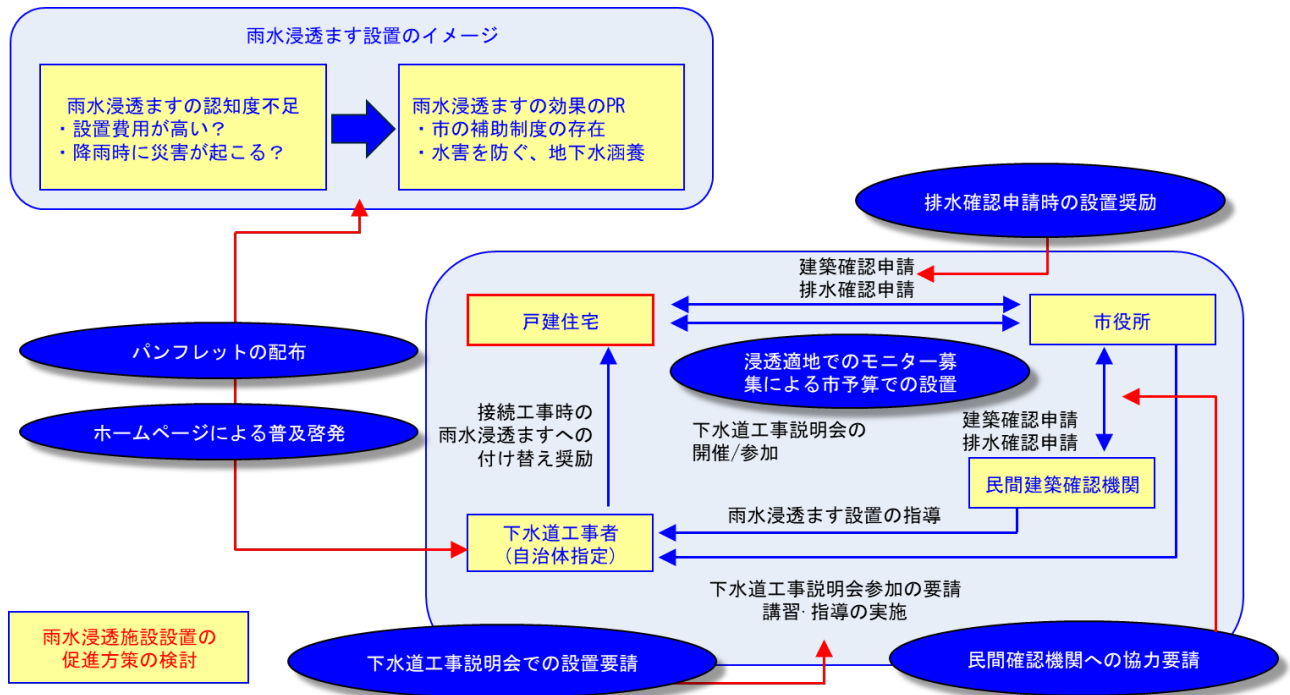 雨水浸透ます設置のイメージ
雨水浸透ますの認知度不足
・設置費用が高い？
・降雨時に災害が起こる？
雨水浸透ますの効果のPR
・市の補助制度の存在
・水害を防ぐ、地下水涵養
排水確認申請時の設置奨励
建築確認申請
排水確認申請
戸建住宅
市役所
パンフレットの配布
浸透適地でのモニター募
集による市予算での設置
ホームページによる普及啓発
接続工事時の
雨水浸透ますへの
付け替え奨励
下水道工事説明会の
開催/参加
建築確認申請
排水確認申請
民間建築確認機関
雨水浸透ます設置の指導
下水道工事者
(自治体指定)
下水道工事説明会参加の要請
講習·指導の実施
雨水浸透施設設置の
促進方策の検討
下水道工事説明会での設置要請
民間確認機関への協力要請